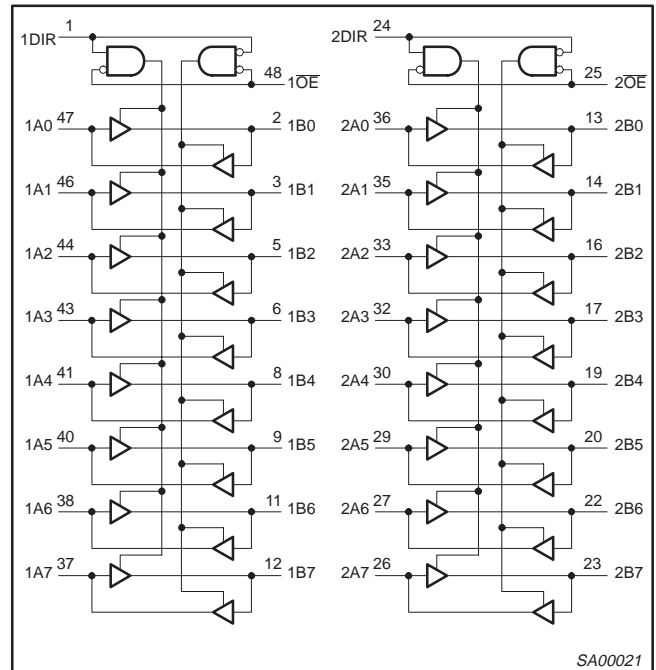 1DIR 1
2DIR 24
48 1OE
25 2OE
1A0 47 2 1B0
2A0 36 13 2B0
1A1 46 3 1B1
2A1 35 14 2B1
1A2 44 5 1B2
2A2 33 16 2B2
1A3 43 6 1B3
2A3 32 17 2B3
1A4 41 8 1B4
2A4 30 19 2B4
1A5 40 9 1B5
2A5 29 20 2B5
1A6 38 11 1B6
2A6 27 22 2B6
1A7 37 12 1B7
2A7 26 23 2B7
SA00021